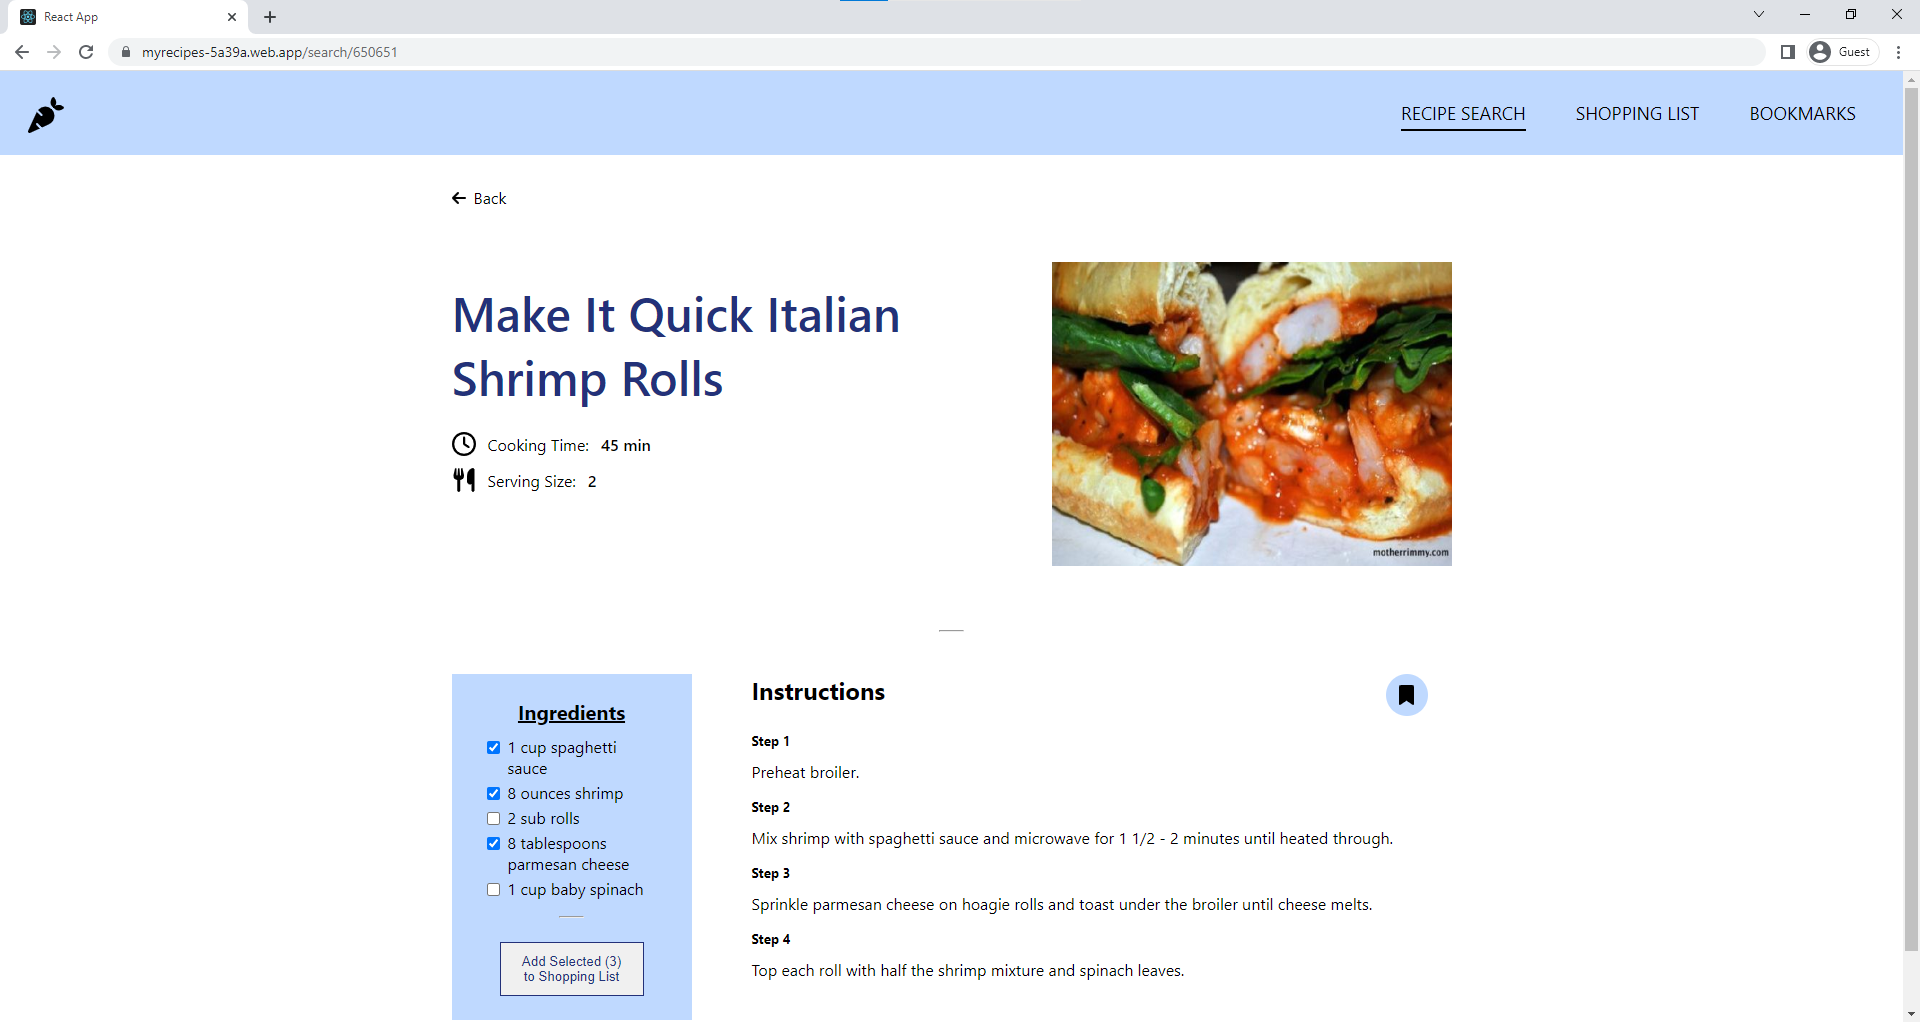 React App
myrecipes-5a39a.web.app/search/650651
Guest
RECIPE SEARCH
SHOPPING LIST
BOOKMARKS
Back
Make It Quick Italian
Shrimp Rolls
Cooking Time: 45 min
Serving Size: 2
motherrimmy.com
Ingredients
1 cup spaghetti
sauce
8 ounces shrimp
2 sub rolls
8 tablespoons
parmesan cheese
1 cup baby spinach
Add Selected (3)
to Shopping List
Instructions
Step 1
Preheat broiler.
Step 2
Mix shrimp with spaghetti sauce and microwave for 1 1/2 - 2 minutes until heated through.
Step 3
Sprinkle parmesan cheese on hoagie rolls and toast under the broiler until cheese melts.
Step 4
Top each roll with half the shrimp mixture and spinach leaves.